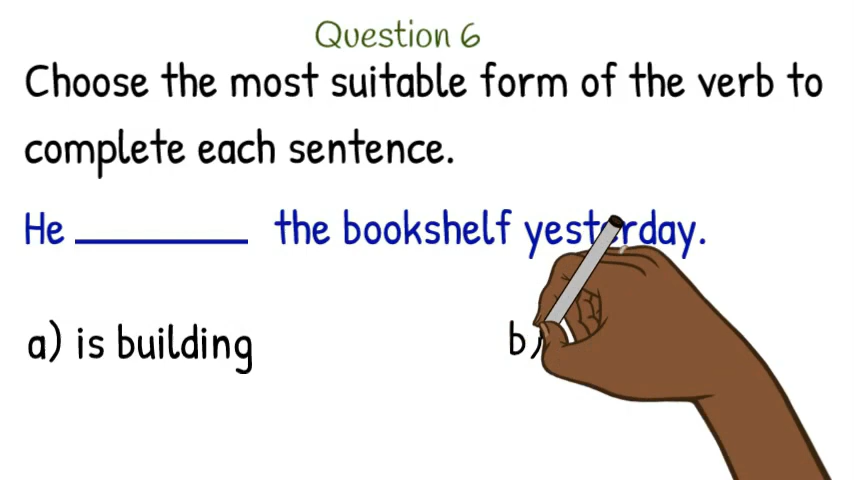 Question 6
Choose the most suitable form of the verb to
complete each sentence.
He ________ the bookshelf yesterday.
a) is building
b)